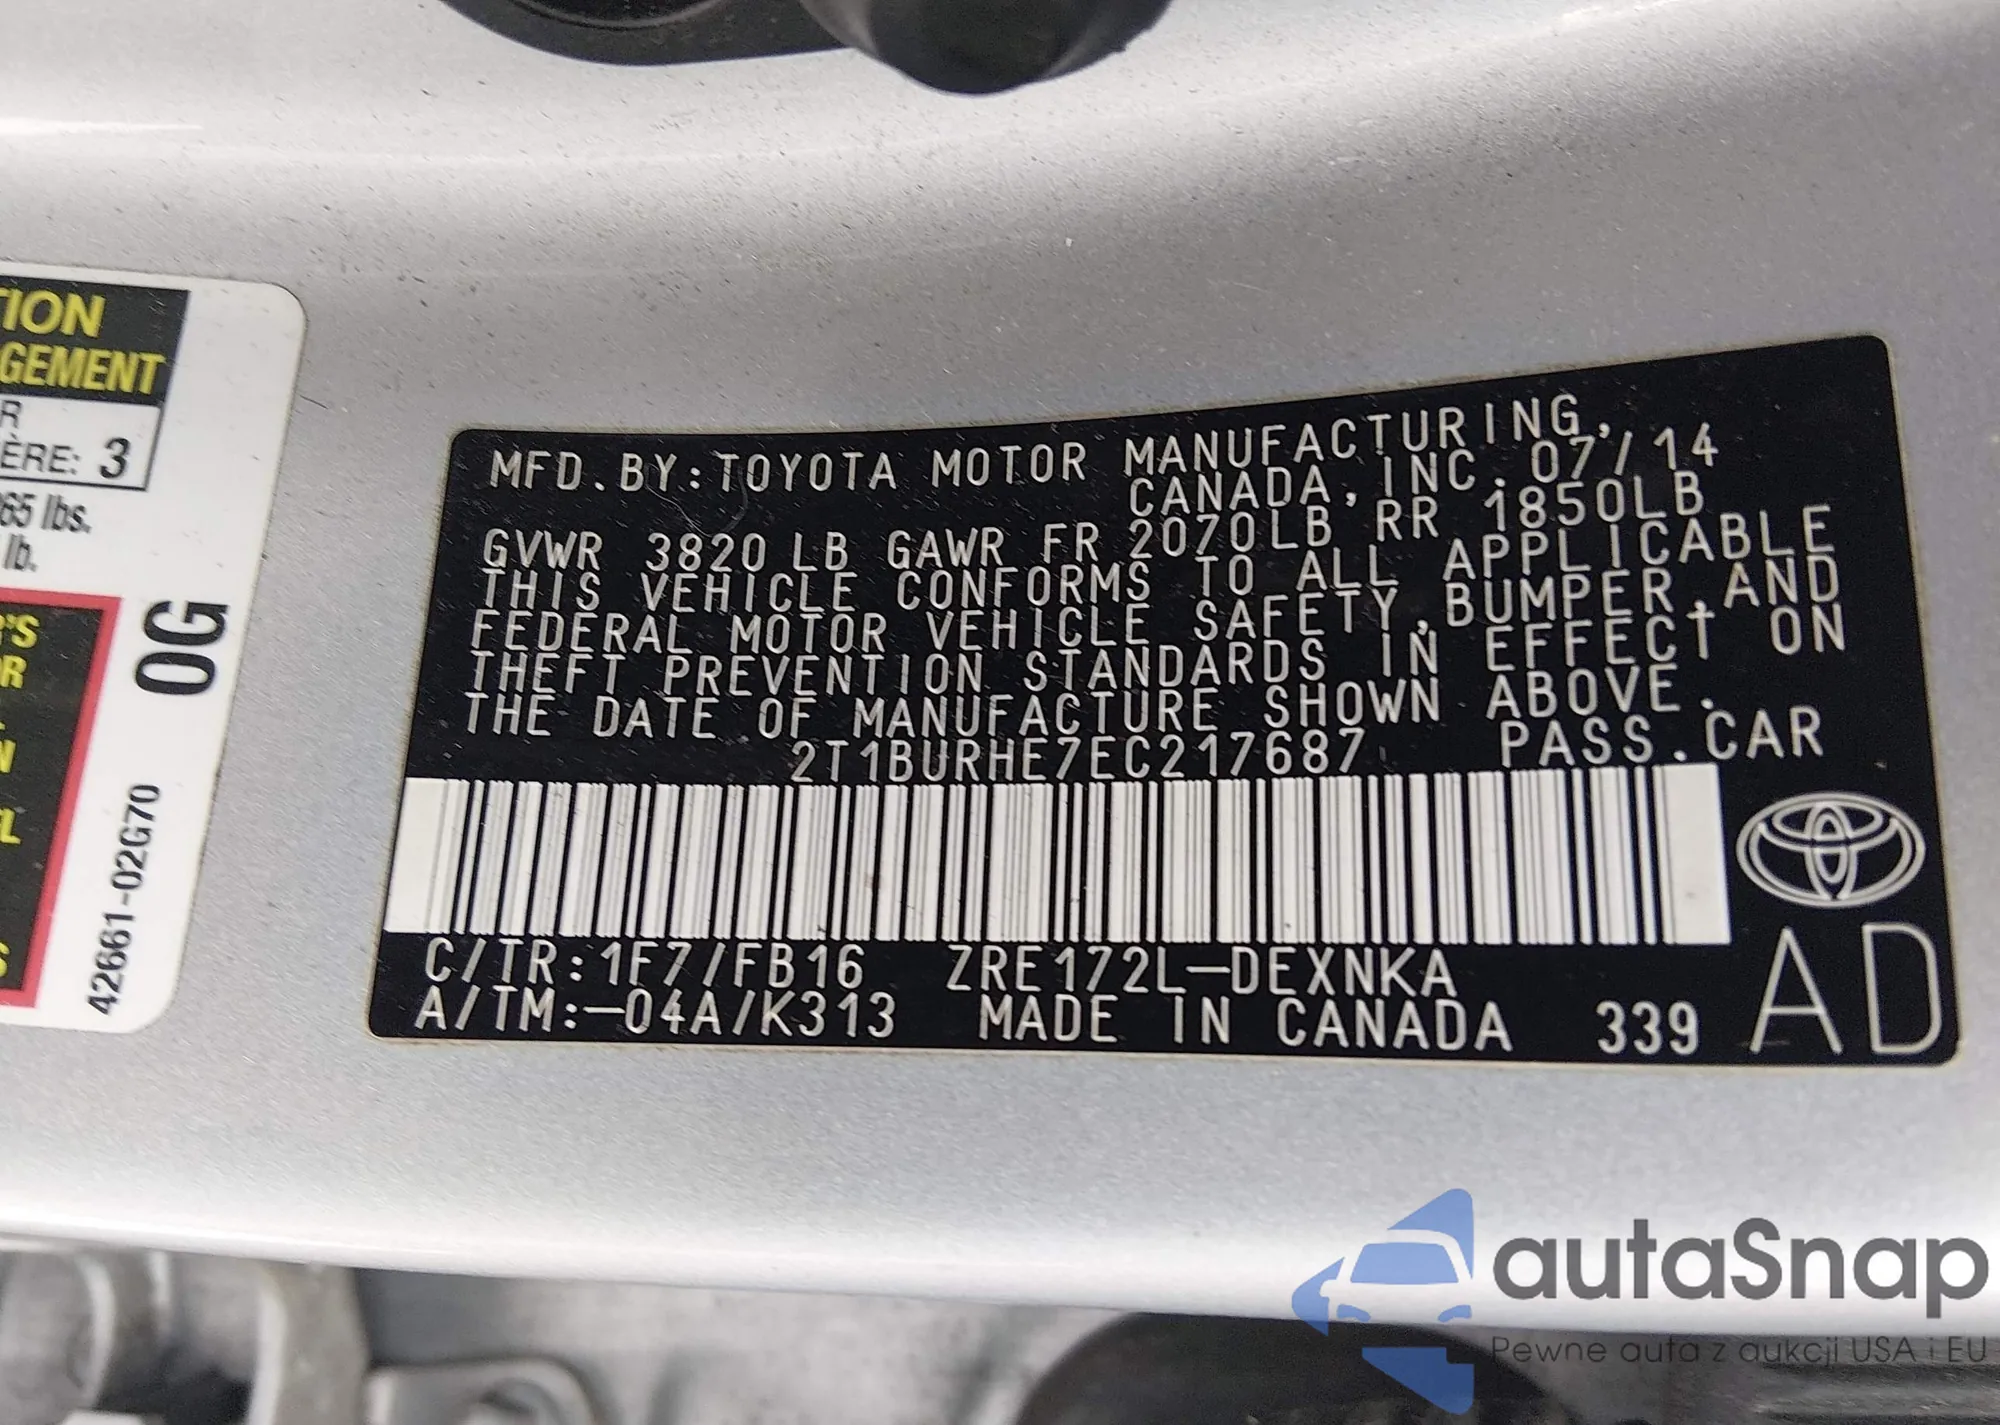 TION
GEMENT
R
ÈRE: 3
65 lbs.
lb.
R'S
OR
N
EL
S
0G
42661-02G70
MFD. BY: TOYOTA MOTOR MANUFACTURING,
CANADA, INC. 07/14
GVWR 3820 LB GAWR FR 2070LB RR 1850LB
THIS VEHICLE CONFORMS TO ALL APPLICABLE
FEDERAL MOTOR VEHICLE SAFETY, BUMPER, AND
THEFT PREVENTION STANDARDS IN EFFECT ON
THE DATE OF MANUFACTURE SHOWN ABOVE.
2T1BURHE7EC217687 PASS. CAR
C/TR: 1F7/FB16 ZRE172L-DEXNKA
A/TM:-04A/K313 MADE IN CANADA 339
AD
autaSnap
Pewne auta z aukcji USA i EU